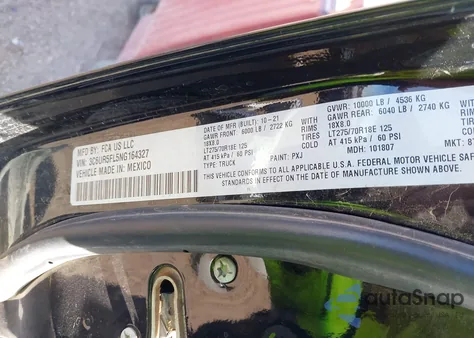 MFD BY: FCA US LLC
VIN: 3C6UR5FL5NG164327
VEHICLE MADE IN: MEXICO
DATE OF MFR (BUILT): 10-21
GAWR FRONT: 6000 LB / 2722 KG
WITH
18X8.0
RIMS
LT275/70R18E 125
TIRES
AT 415 kPa / 60 PSI
TYPE: TRUCK
PAINT: PXJ
GVWR: 10000 LB / 4536 KG
GAWR REAR: 6040 LB / 2740 KG
WITH
18X8.0
RIMS
LT275/70R18E 125
TIRES
AT 415 kPa / 60 PSI
MDH: 101807
THIS VEHICLE CONFORMS TO ALL APPLICABLE U.S.A. FEDERAL MOTOR VEHICLE SAFE
STANDARDS IN EFFECT ON THE DATE OF MANUFACTURE SHOWN ABOVE.
autoSnap